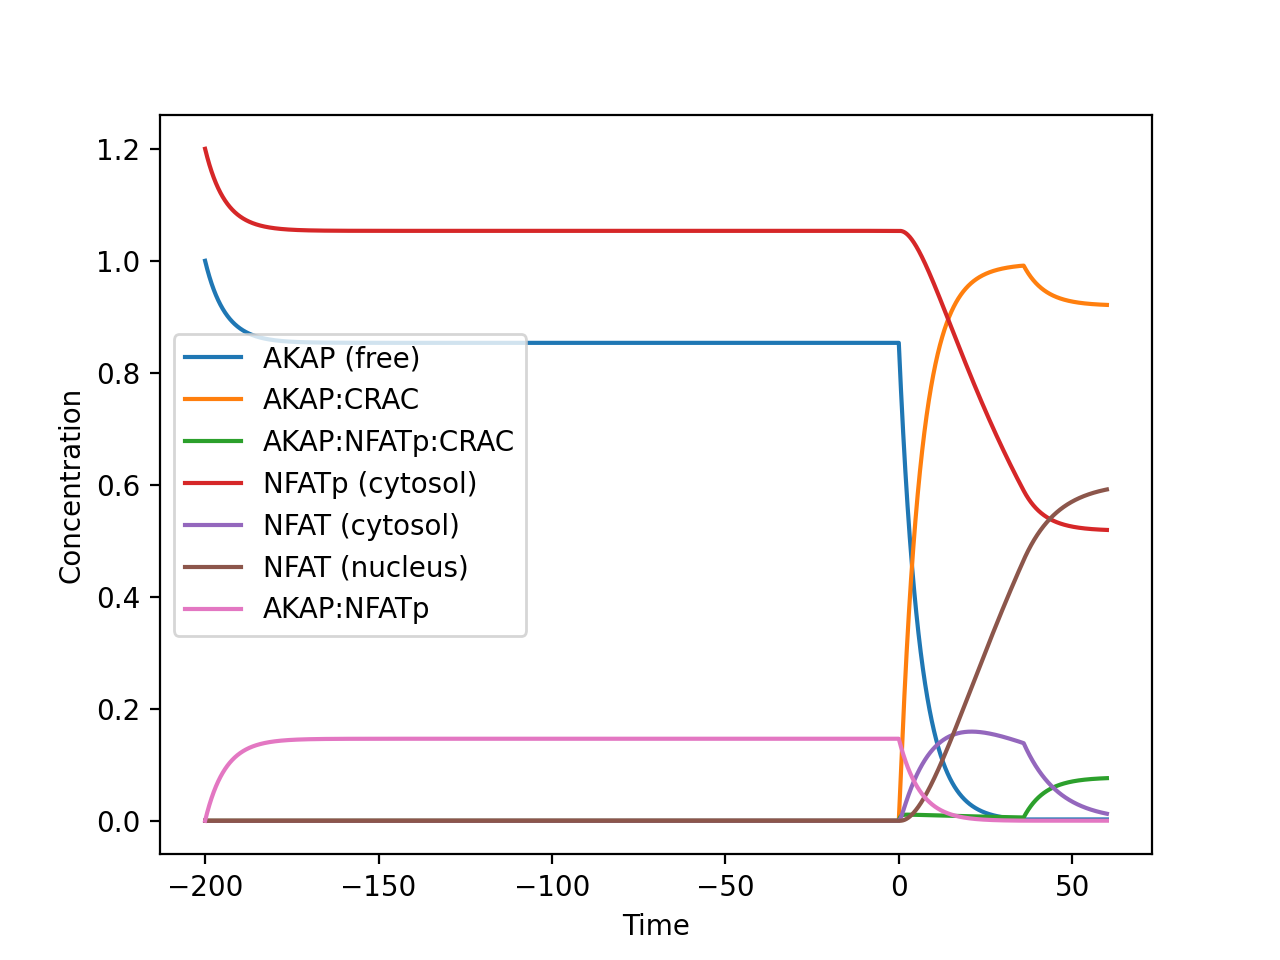 1.2
1.0
0.8
0.6
0.4
0.2
0.0
Concentration
AKAP (free)
AKAP:CRAC
AKAP:NFATp:CRAC
NFATp (cytosol)
NFAT (cytosol)
NFAT (nucleus)
AKAP:NFATp
−200 −150 −100 −50 0 50
Time